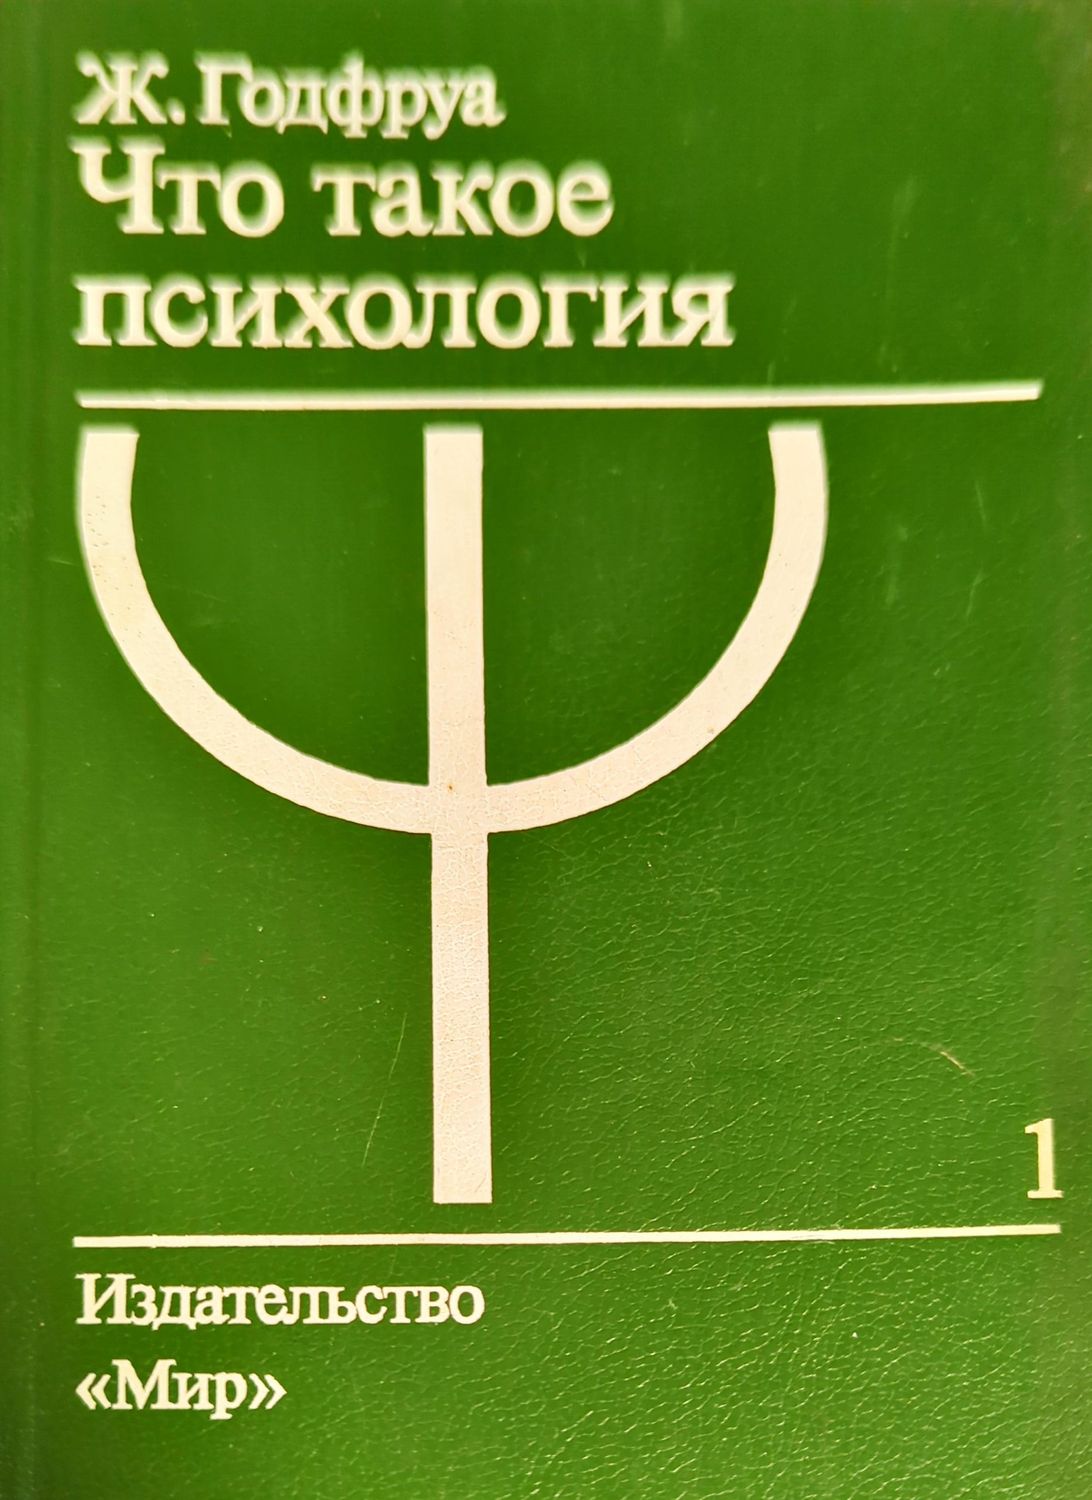 Ж. Годфруа
Что такое
психология
1
Издательство
«Мир»